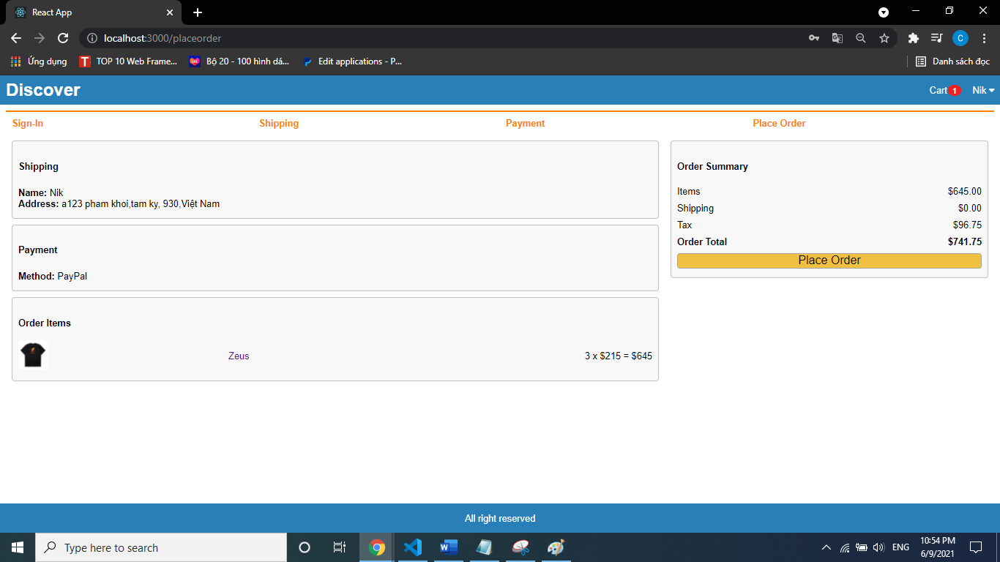 React App
localhost:3000/placeorder
C
Ứng dụng
T
TOP 10 Web Frame...
Bộ 20 - 100 hình dá...
Edit applications - P...
Danh sách đọc
Discover
Cart 1
Nik
Sign-In
Shipping
Payment
Place Order
Shipping
Name: Nik
Address: a123 pham khoi,tam ky, 930,Việt Nam
Payment
Method: PayPal
Order Items
Zeus
3 x $215 = $645
Order Summary
Items $645.00
Shipping $0.00
Tax $96.75
Order Total $741.75
Place Order
All right reserved
Type here to search
W
ENG
10:54 PM
6/9/2021